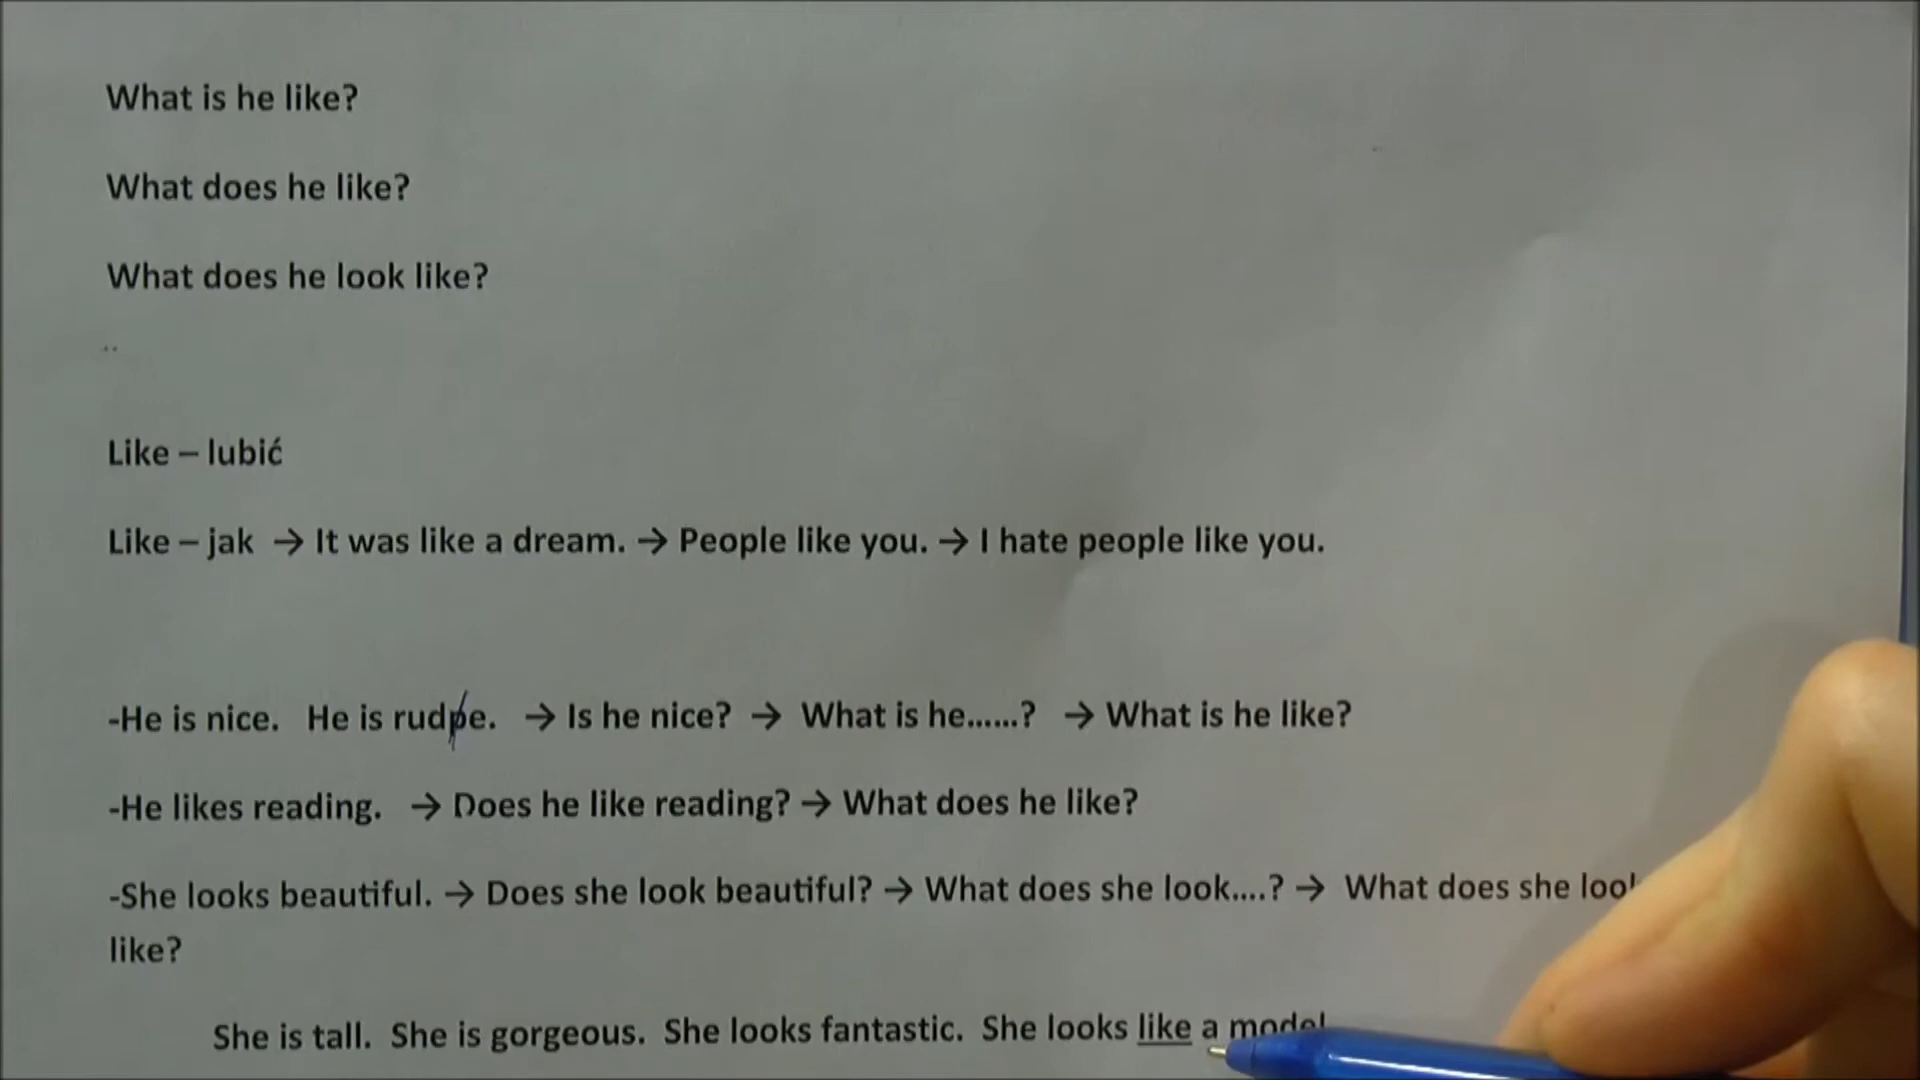 What is he like?
What does he like?
What does he look like?
..
Like – lubić
Like – jak → It was like a dream. → People like you. → I hate people like you.
-He is nice. He is rudpe. → Is he nice? → What is he......? → What is he like?
-He likes reading. → Does he like reading? → What does he like?
-She looks beautiful. → Does she look beautiful? → What does she look....? → What does she look
like?
She is tall. She is gorgeous. She looks fantastic. She looks like a model